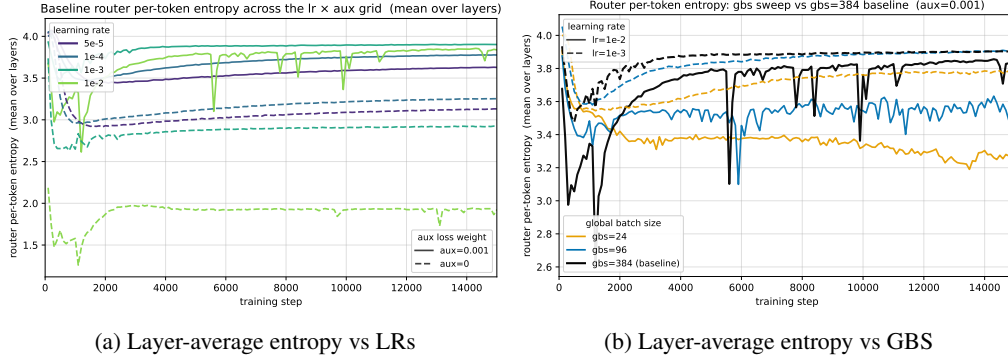 Baseline router per-token entropy across the lr × aux grid (mean over layers)
router per-token entropy (mean over layers)
4.0
3.5
3.0
2.5
2.0
1.5
learning rate
5e-5
1e-4
1e-3
1e-2
aux loss weight
aux=0.001
aux=0
0
2000
4000
6000
8000
10000
12000
14000
training step
(a) Layer-average entropy vs LRs
Router per-token entropy: gbs sweep vs gbs=384 baseline (aux=0.001)
router per-token entropy (mean over layers)
4.0
3.8
3.6
3.4
3.2
3.0
2.8
2.6
learning rate
lr=1e-2
lr=1e-3
global batch size
gbs=24
gbs=96
gbs=384 (baseline)
0
2000
4000
6000
8000
10000
12000
14000
training step
(b) Layer-average entropy vs GBS